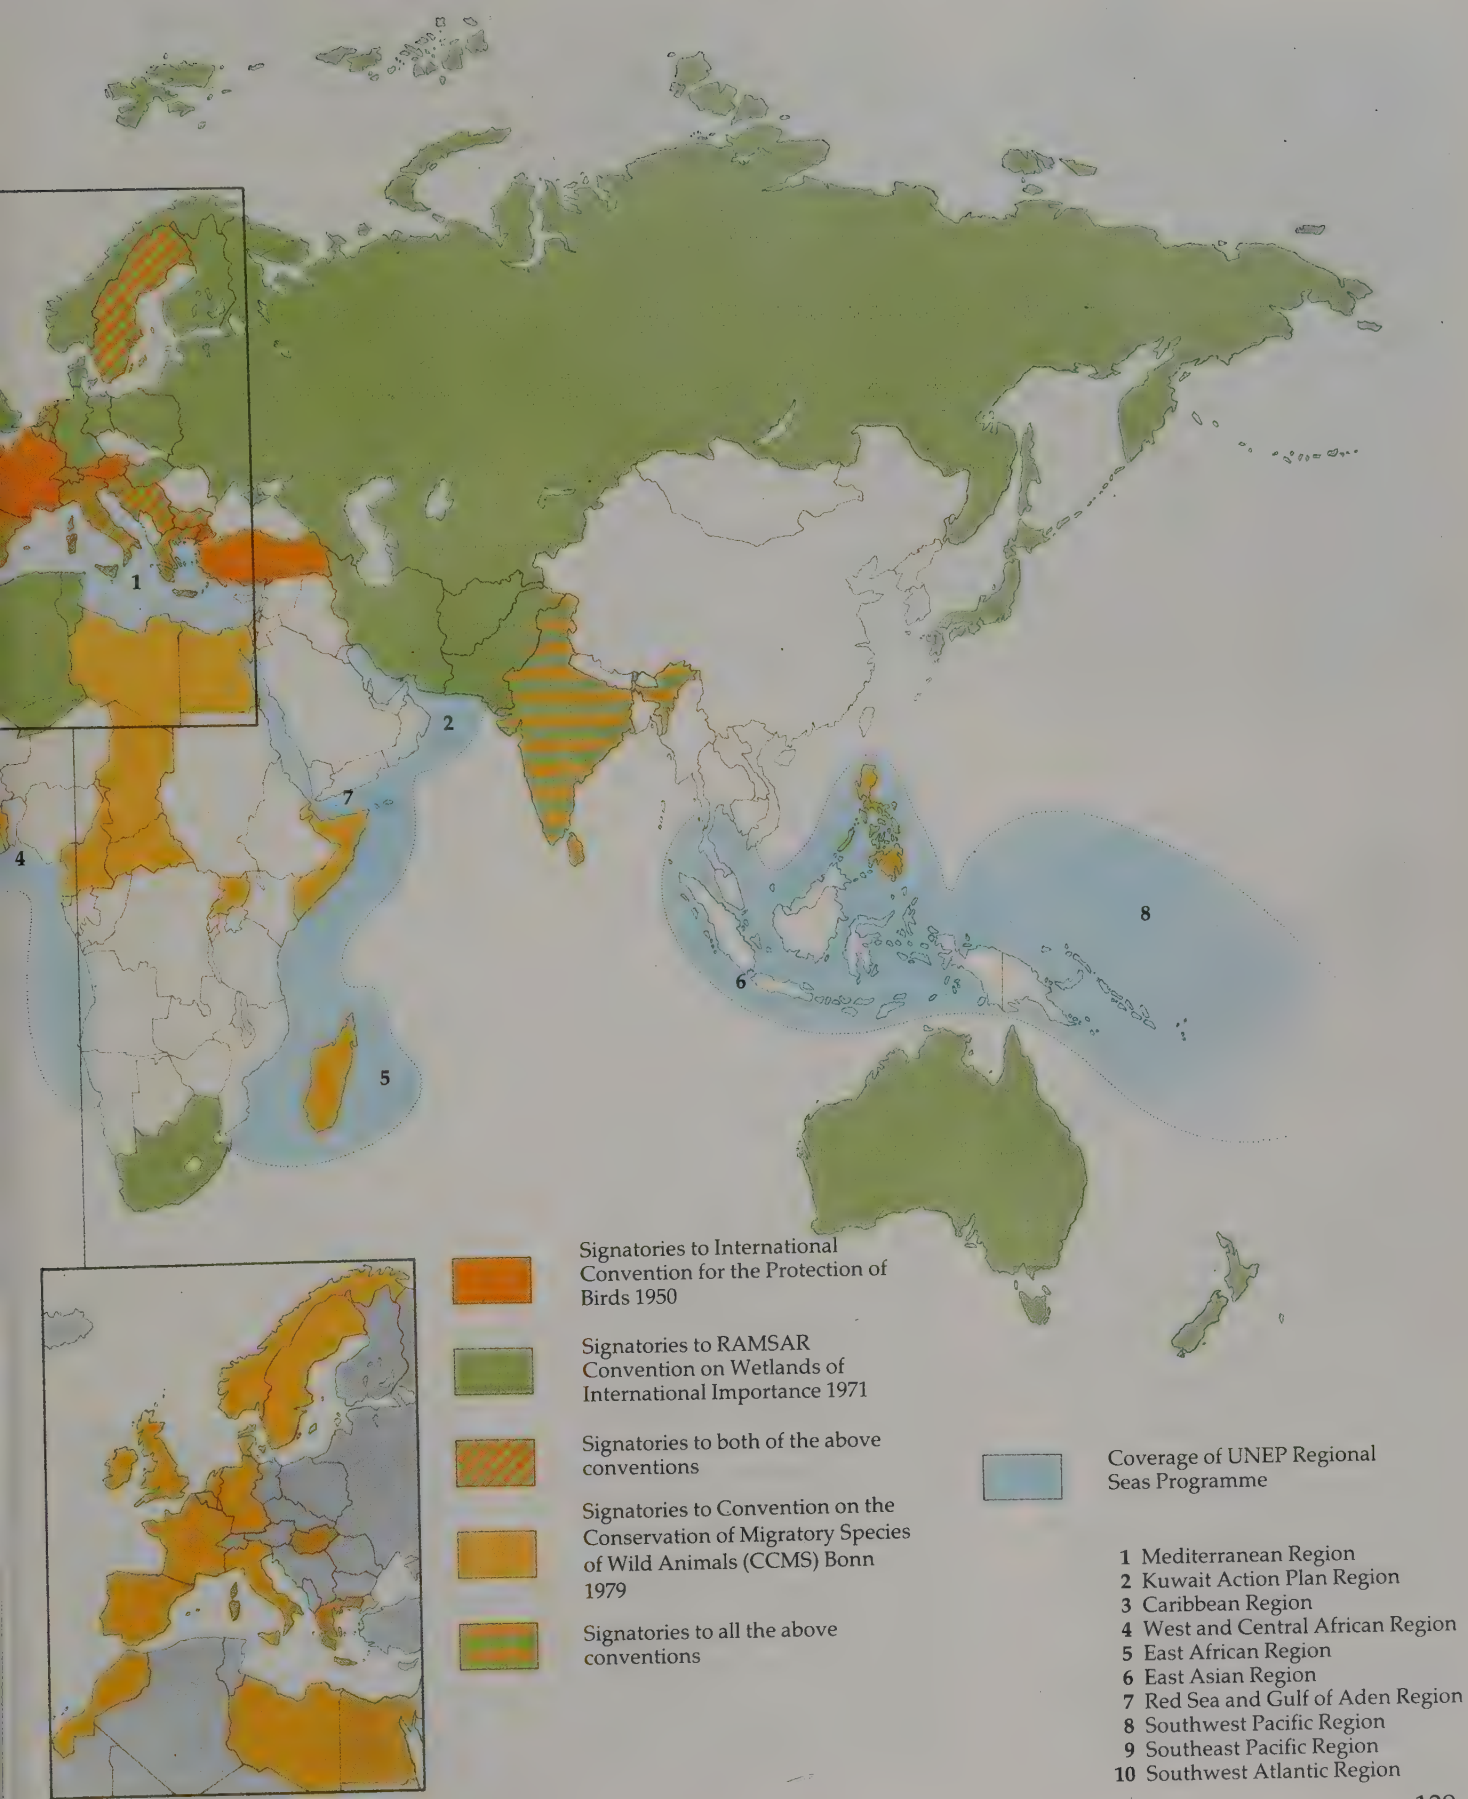 1
2
7
4
8
6
5
Signatories to International
Convention for the Protection of
Birds 1950
Signatories to RAMSAR
Convention on Wetlands of
International Importance 1971
Signatories to both of the above
conventions
Signatories to Convention on the
Conservation of Migratory Species
of Wild Animals (CCMS) Bonn
1979
Signatories to all the above
conventions
Coverage of UNEP Regional
Seas Programme
1 Mediterranean Region
2 Kuwait Action Plan Region
3 Caribbean Region
4 West and Central African Region
5 East African Region
6 East Asian Region
7 Red Sea and Gulf of Aden Region
8 Southwest Pacific Region
9 Southeast Pacific Region
10 Southwest Atlantic Region